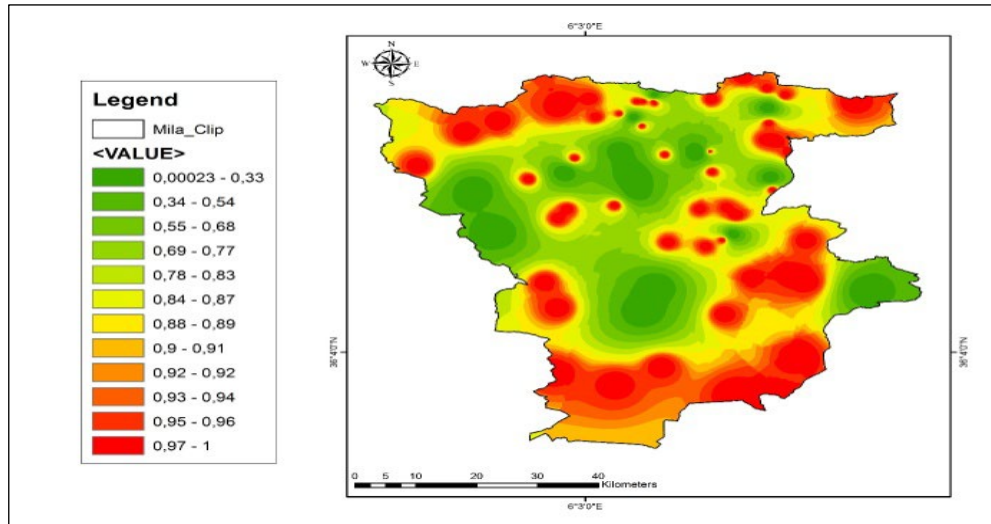 6°3'0"E
N
W E
S
Legend
Mila_Clip
<VALUE>
0,00023 - 0,33
0,34 - 0,54
0,55 - 0,68
0,69 - 0,77
0,78 - 0,83
0,84 - 0,87
0,88 - 0,89
0,9 - 0,91
0,92 - 0,92
0,93 - 0,94
0,95 - 0,96
0,97 - 1
36°4'0"N
36°4'0"N
0 5 10 20 30 40
Kilometers
6°3'0"E